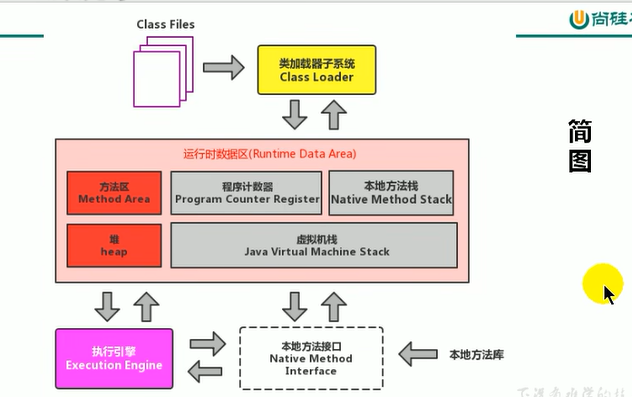 尚硅
Class Files
类加载器子系统
Class Loader
简
图
运行时数据区(Runtime Data Area)
方法区
Method Area
程序计数器
Program Counter Register
本地方法栈
Native Method Stack
堆
heap
虚拟机栈
Java Virtual Machine Stack
执行引擎
Execution Engine
本地方法接口
Native Method
Interface
本地方法库